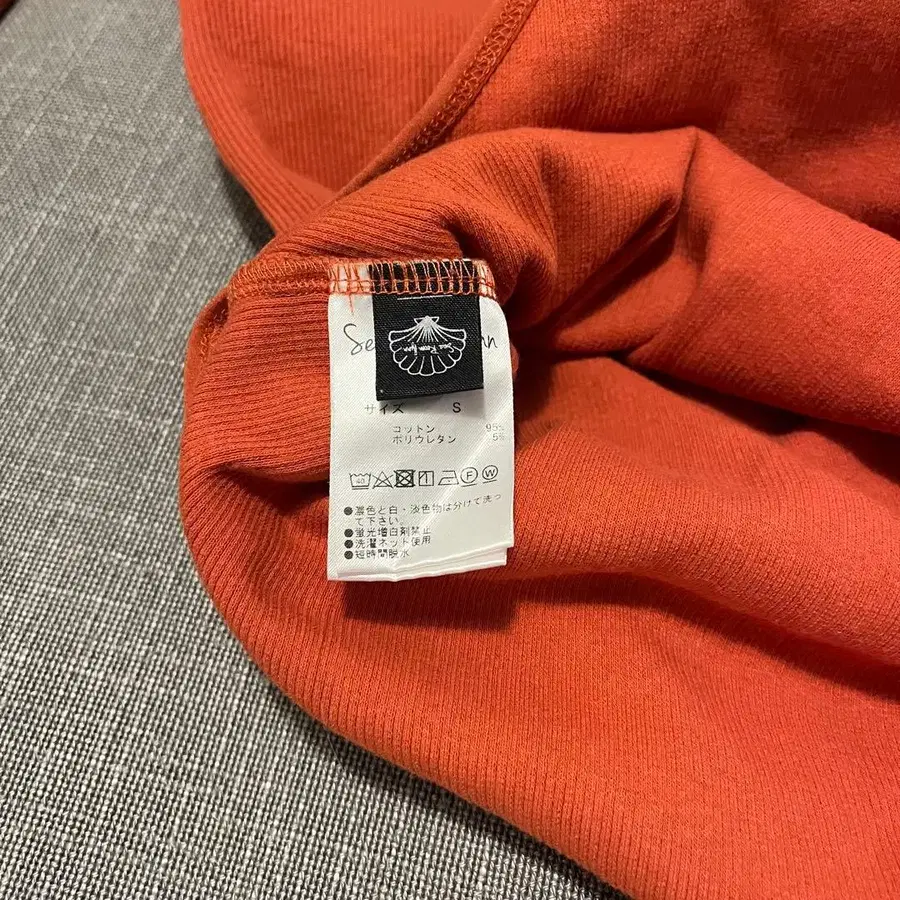 サイズ S
コットン 95%
ポリウレタン 5%
40
F W
●濃色と白・淡色物は分けて洗っ
て下さい。
●蛍光増白剤禁止
●洗濯ネット使用
●短時間脱水